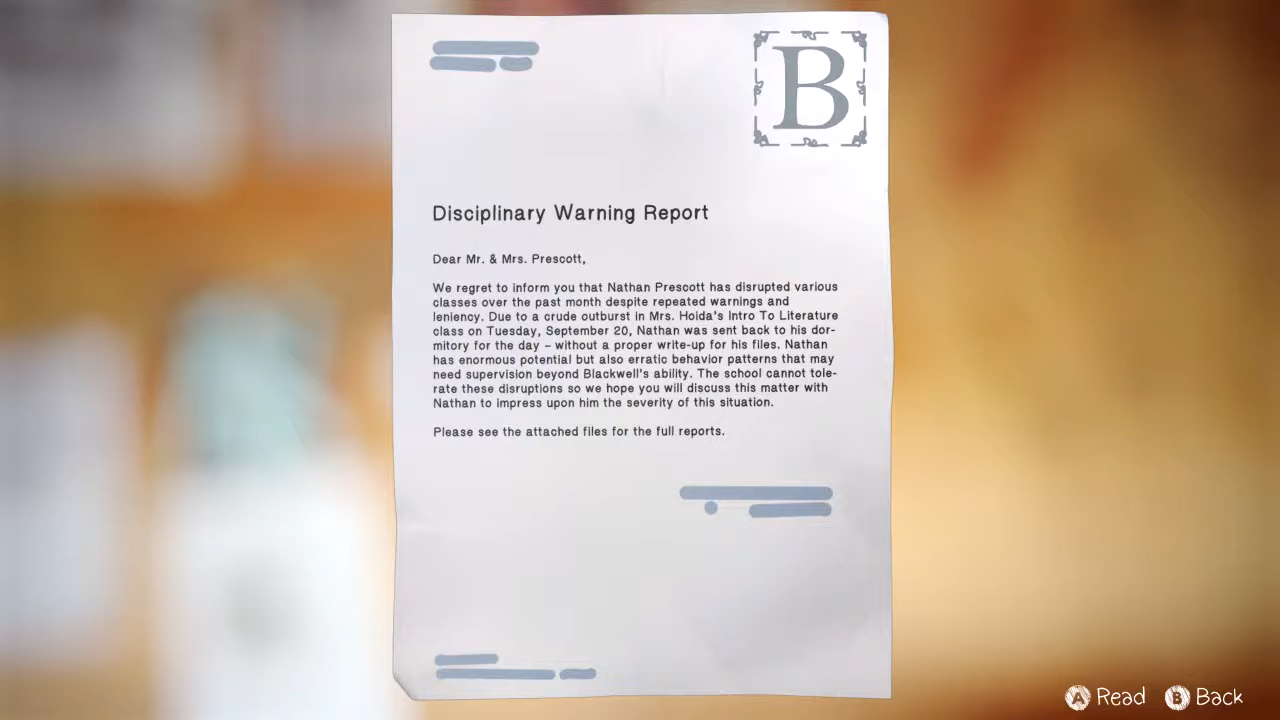 B
Disciplinary Warning Report
Dear Mr. & Mrs. Prescott,
We regret to inform you that Nathan Prescott has disrupted various
classes over the past month despite repeated warnings and
leniency. Due to a crude outburst in Mrs. Hoida's Intro To Literature
class on Tuesday, September 20, Nathan was sent back to his dor-
mitory for the day – without a proper write-up for his files. Nathan
has enormous potential but also erratic behavior patterns that may
need supervision beyond Blackwell's ability. The school cannot tole-
rate these disruptions so we hope you will discuss this matter with
Nathan to impress upon him the severity of this situation.
Please see the attached files for the full reports.
A Read B Back